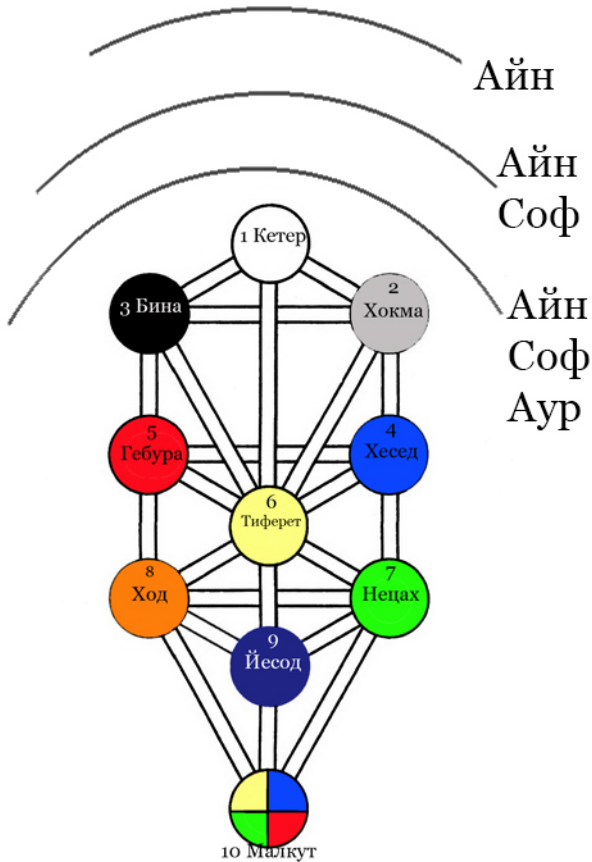 Айн
Айн
Соф
Айн
Соф
Аур
1 Кетер
3 Бина
2
Хокма
5
Гебура
4
Хесед
6
Тиферет
8
Ход
7
Нецах
9
Йесод
10 Малкут